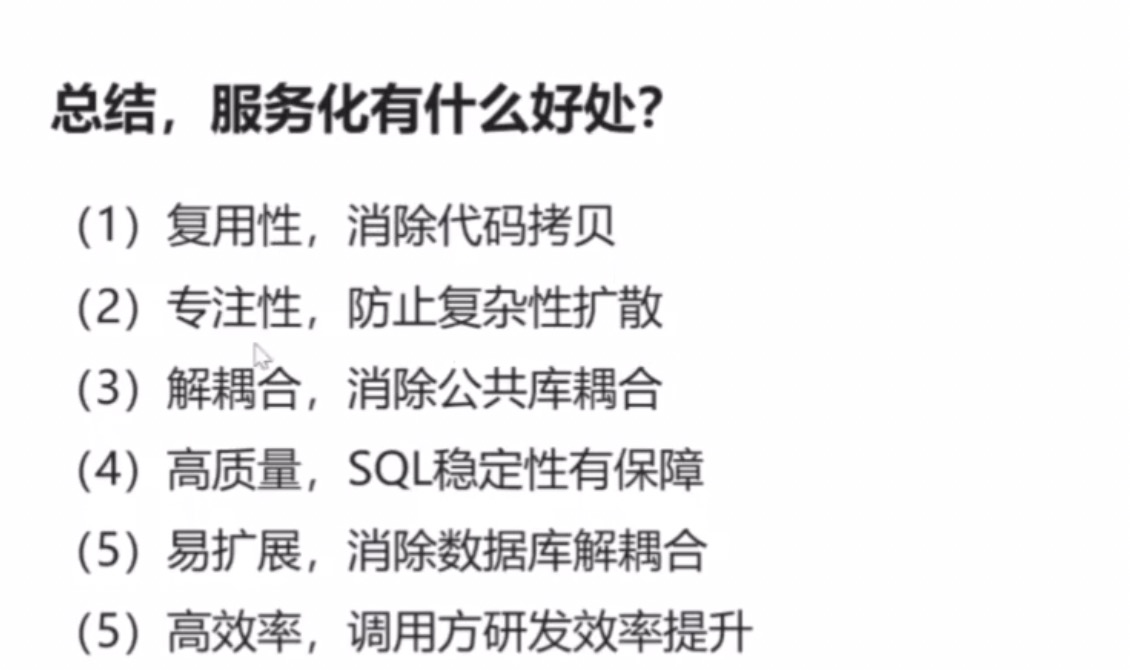 总结，服务化有什么好处？
（1）复用性，消除代码拷贝
（2）专注性，防止复杂性扩散
（3）解耦合，消除公共库耦合
（4）高质量，SQL稳定性有保障
（5）易扩展，消除数据库解耦合
（5）高效率，调用方研发效率提升